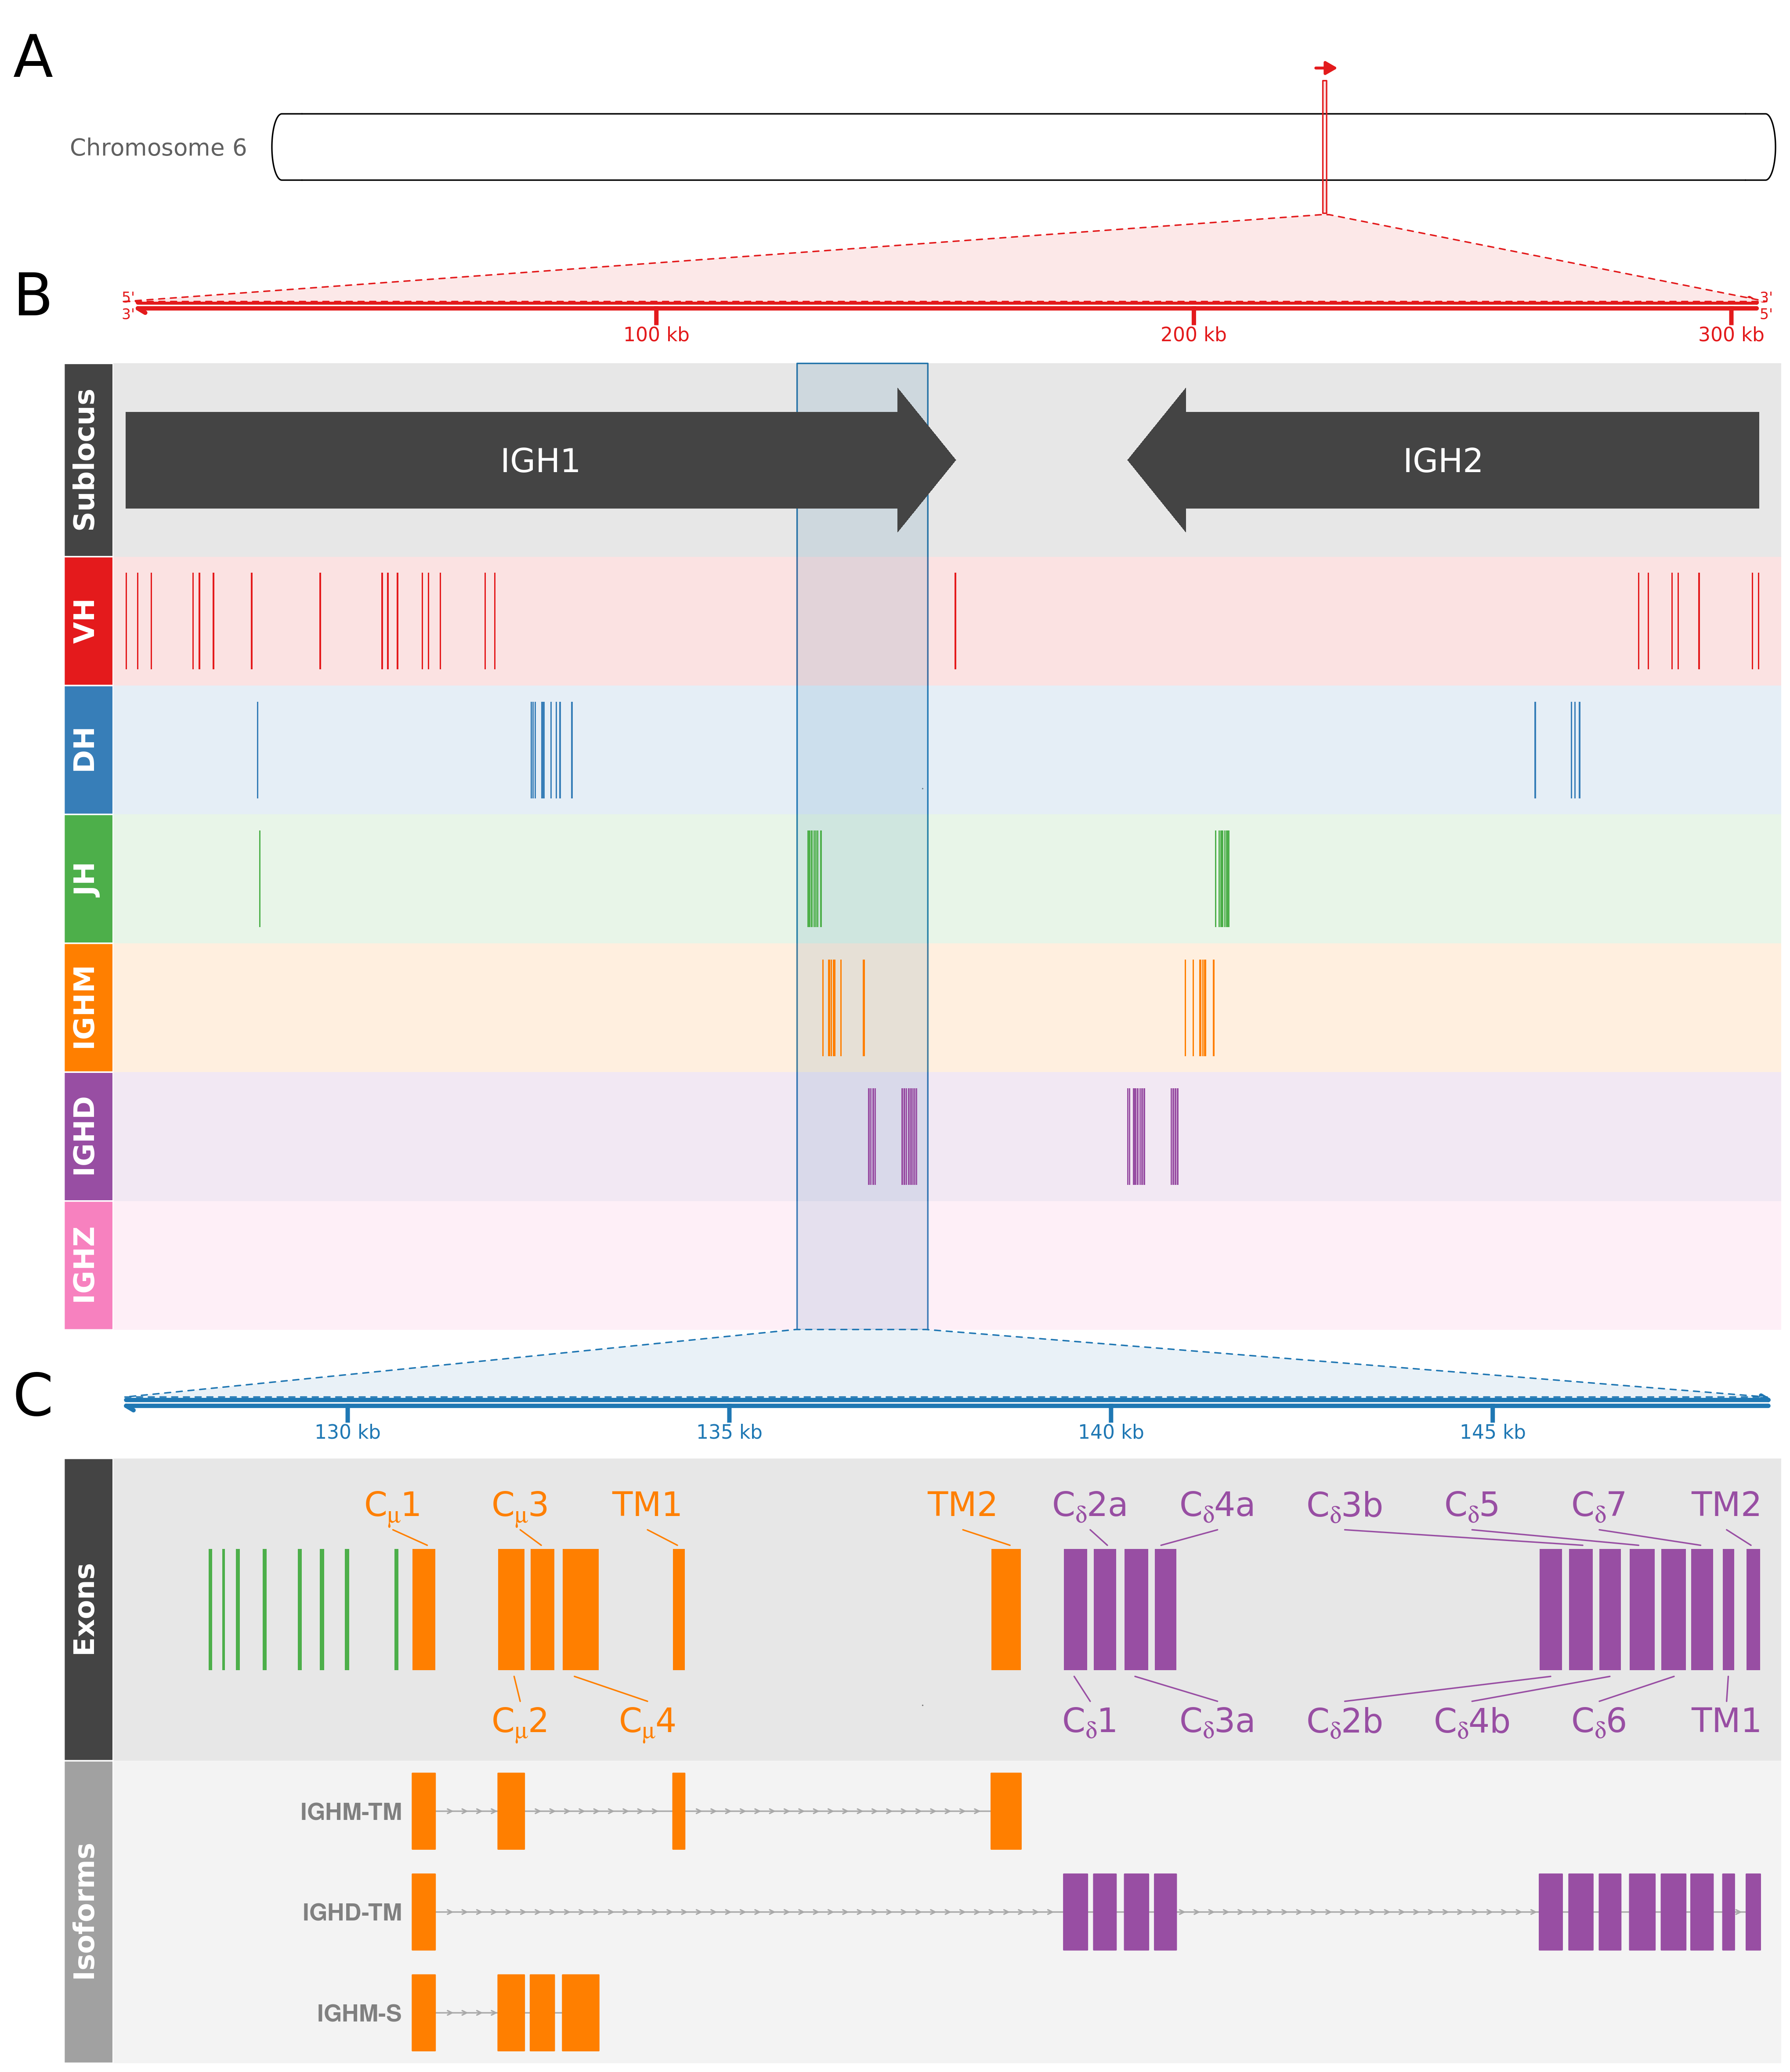 A
Chromosome 6
B
5' 3'
3' 5'
100 kb 200 kb 300 kb
Sublocus
IGH1 IGH2
VH
DH
JH
IGHM
IGHD
IGHZ
C
130 kb 135 kb 140 kb 145 kb
Exons
Cμ1 Cμ3 TM1 TM2 Cδ2a Cδ4a Cδ3b Cδ5 Cδ7 TM2
Cμ2 Cμ4 Cδ1 Cδ3a Cδ2b Cδ4b Cδ6 TM1
Isoforms
IGHM-TM
IGHD-TM
IGHM-S